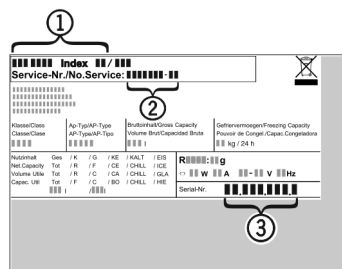 1
Index /
Service-Nr./No.Service: -
2
Klasse/Class
Classe/Clase
Ap-Typ/AP-Type
AP-Type/AP-Tipo
Bruttoinhalt/Gross Capacity
Volume Brut/Capacidad Brute
l
Gefriervermoegen/Freezing Capacity
Pouvoir de Congel./Capac.Congeladora
kg / 24 h
Nutzinhalt Ges / K / G / KE / KALT / EIS
Net.Capacity Tot / R / F / CE / CHILL / ICE
Volume Utile Tot / R / C / CA / CHILL / GLA
Capac. Util Tot / F / C / BO / CHILL / HIE
l / l
R : g
W A - V Hz
Serial-Nr. . . .
3